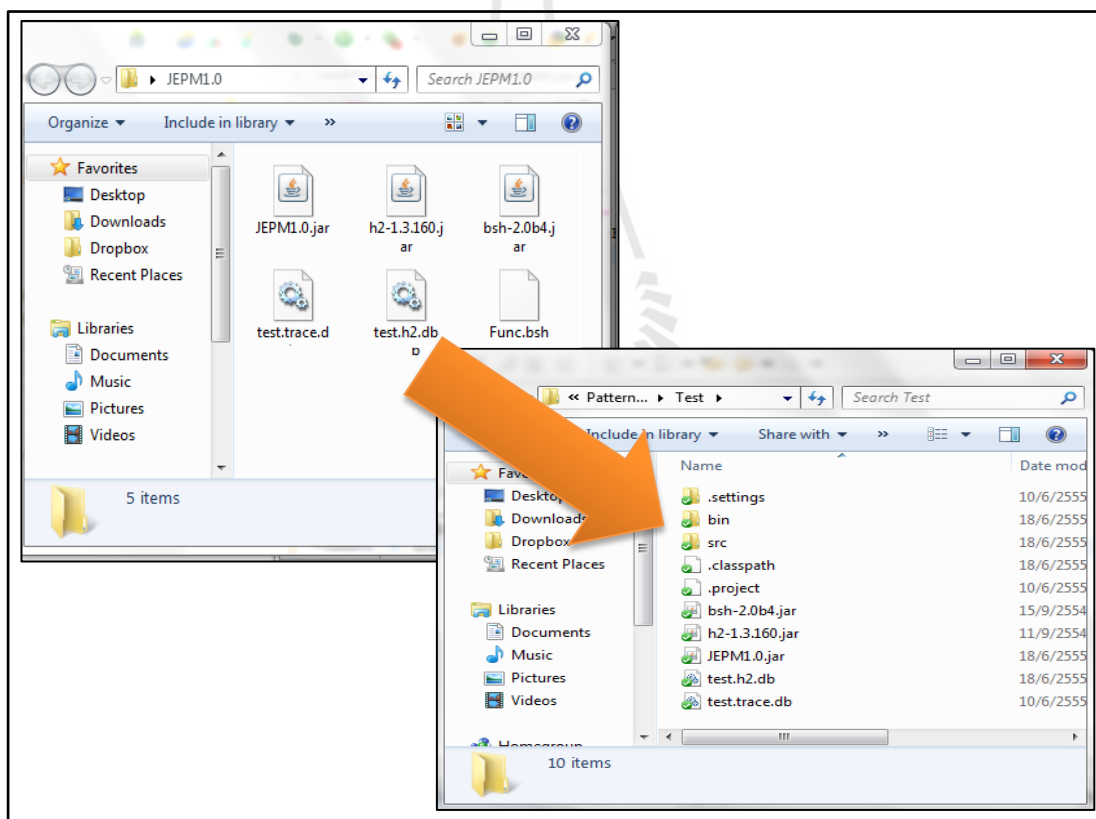 JEPM1.0
Search JEPM1.0
Organize
Include in library
»
Favorites
Desktop
Downloads
Dropbox
Recent Places
Libraries
Documents
Music
Pictures
Videos
JEPM1.0.jar
h2-1.3.160.j
ar
bsh-2.0b4.j
ar
test.trace.d
test.h2.db
Func.bsh
5 items
« Pattern... Test
Search Test
Include in library
Share with
»
Name
Date mod
Desktop
Downloads
Dropbox
Recent Places
Libraries
Documents
Music
Pictures
Videos
.settings 10/6/2555
bin 18/6/2555
src 18/6/2555
.classpath 18/6/2555
.project 10/6/2555
bsh-2.0b4.jar 15/9/2554
h2-1.3.160.jar 11/9/2554
JEPM1.0.jar 18/6/2555
test.h2.db 18/6/2555
test.trace.db 10/6/2555
10 items